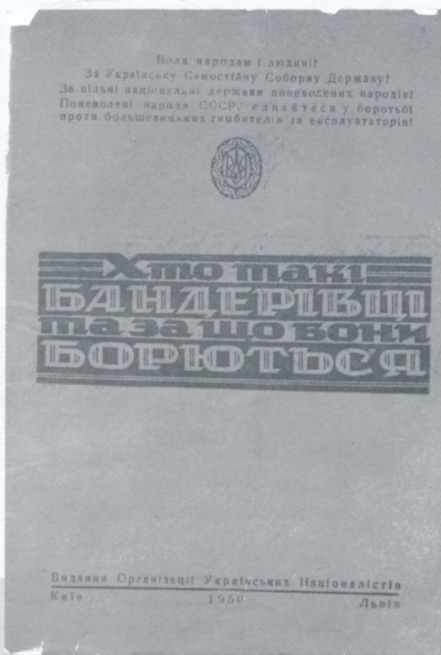 Воля народам і людині!
За Українську Самостійну Соборну Державу!
За вільні національні держави поневолених народів!
Поневолені народи СССР, єднайтеся у боротьбі
проти большевицьких гнобителів та експлуататорів!
Хто такі
БАНДЕРІВЦІ
та за що вони
БОРЮТЬСЯ
Видання Організації Українських Націоналістів
Київ 1950 Львів